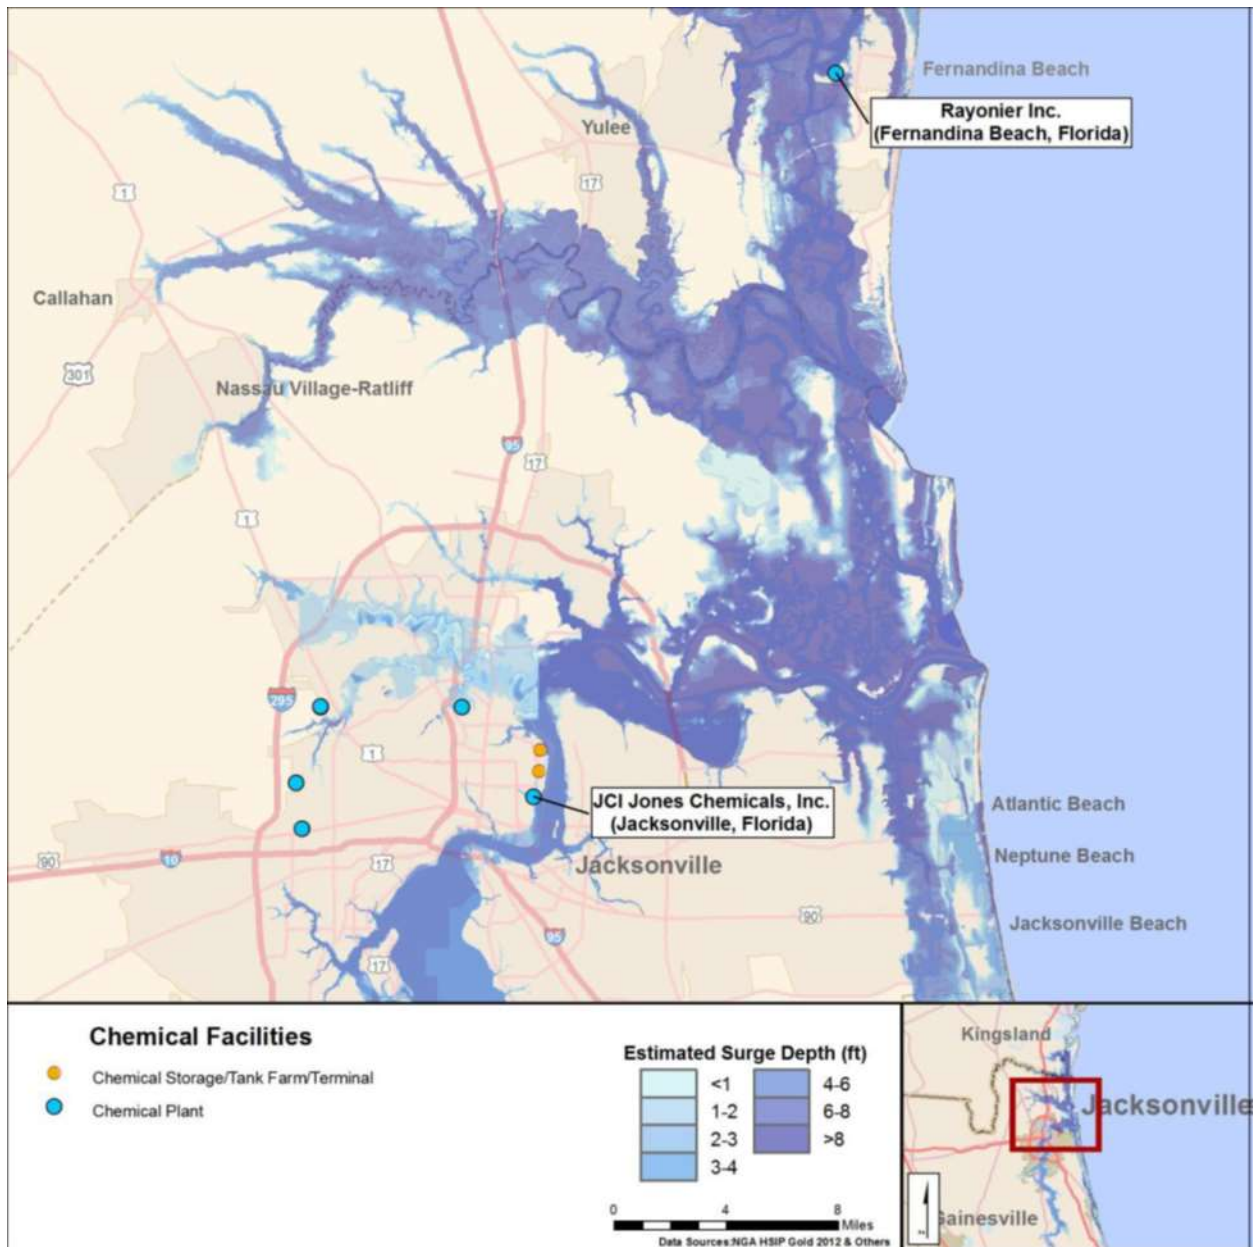 Fernandina Beach
Rayonier Inc.
(Fernandina Beach, Florida)
Yulee
1
17
Callahan
301
Nassau Village-Ratliff
95
17
1
295
1
JCI Jones Chemicals, Inc.
(Jacksonville, Florida)
Atlantic Beach
Neptune Beach
90
10
17
Jacksonville
90
Jacksonville Beach
95
17
Chemical Facilities
Chemical Storage/Tank Farm/Terminal
Chemical Plant
Estimated Surge Depth (ft)
<1
1-2
2-3
3-4
4-6
6-8
>8
0 4 8
Miles
Data Sources:NGA HSIP Gold 2012 & Others
Kingsland
Jacksonville
Gainesville